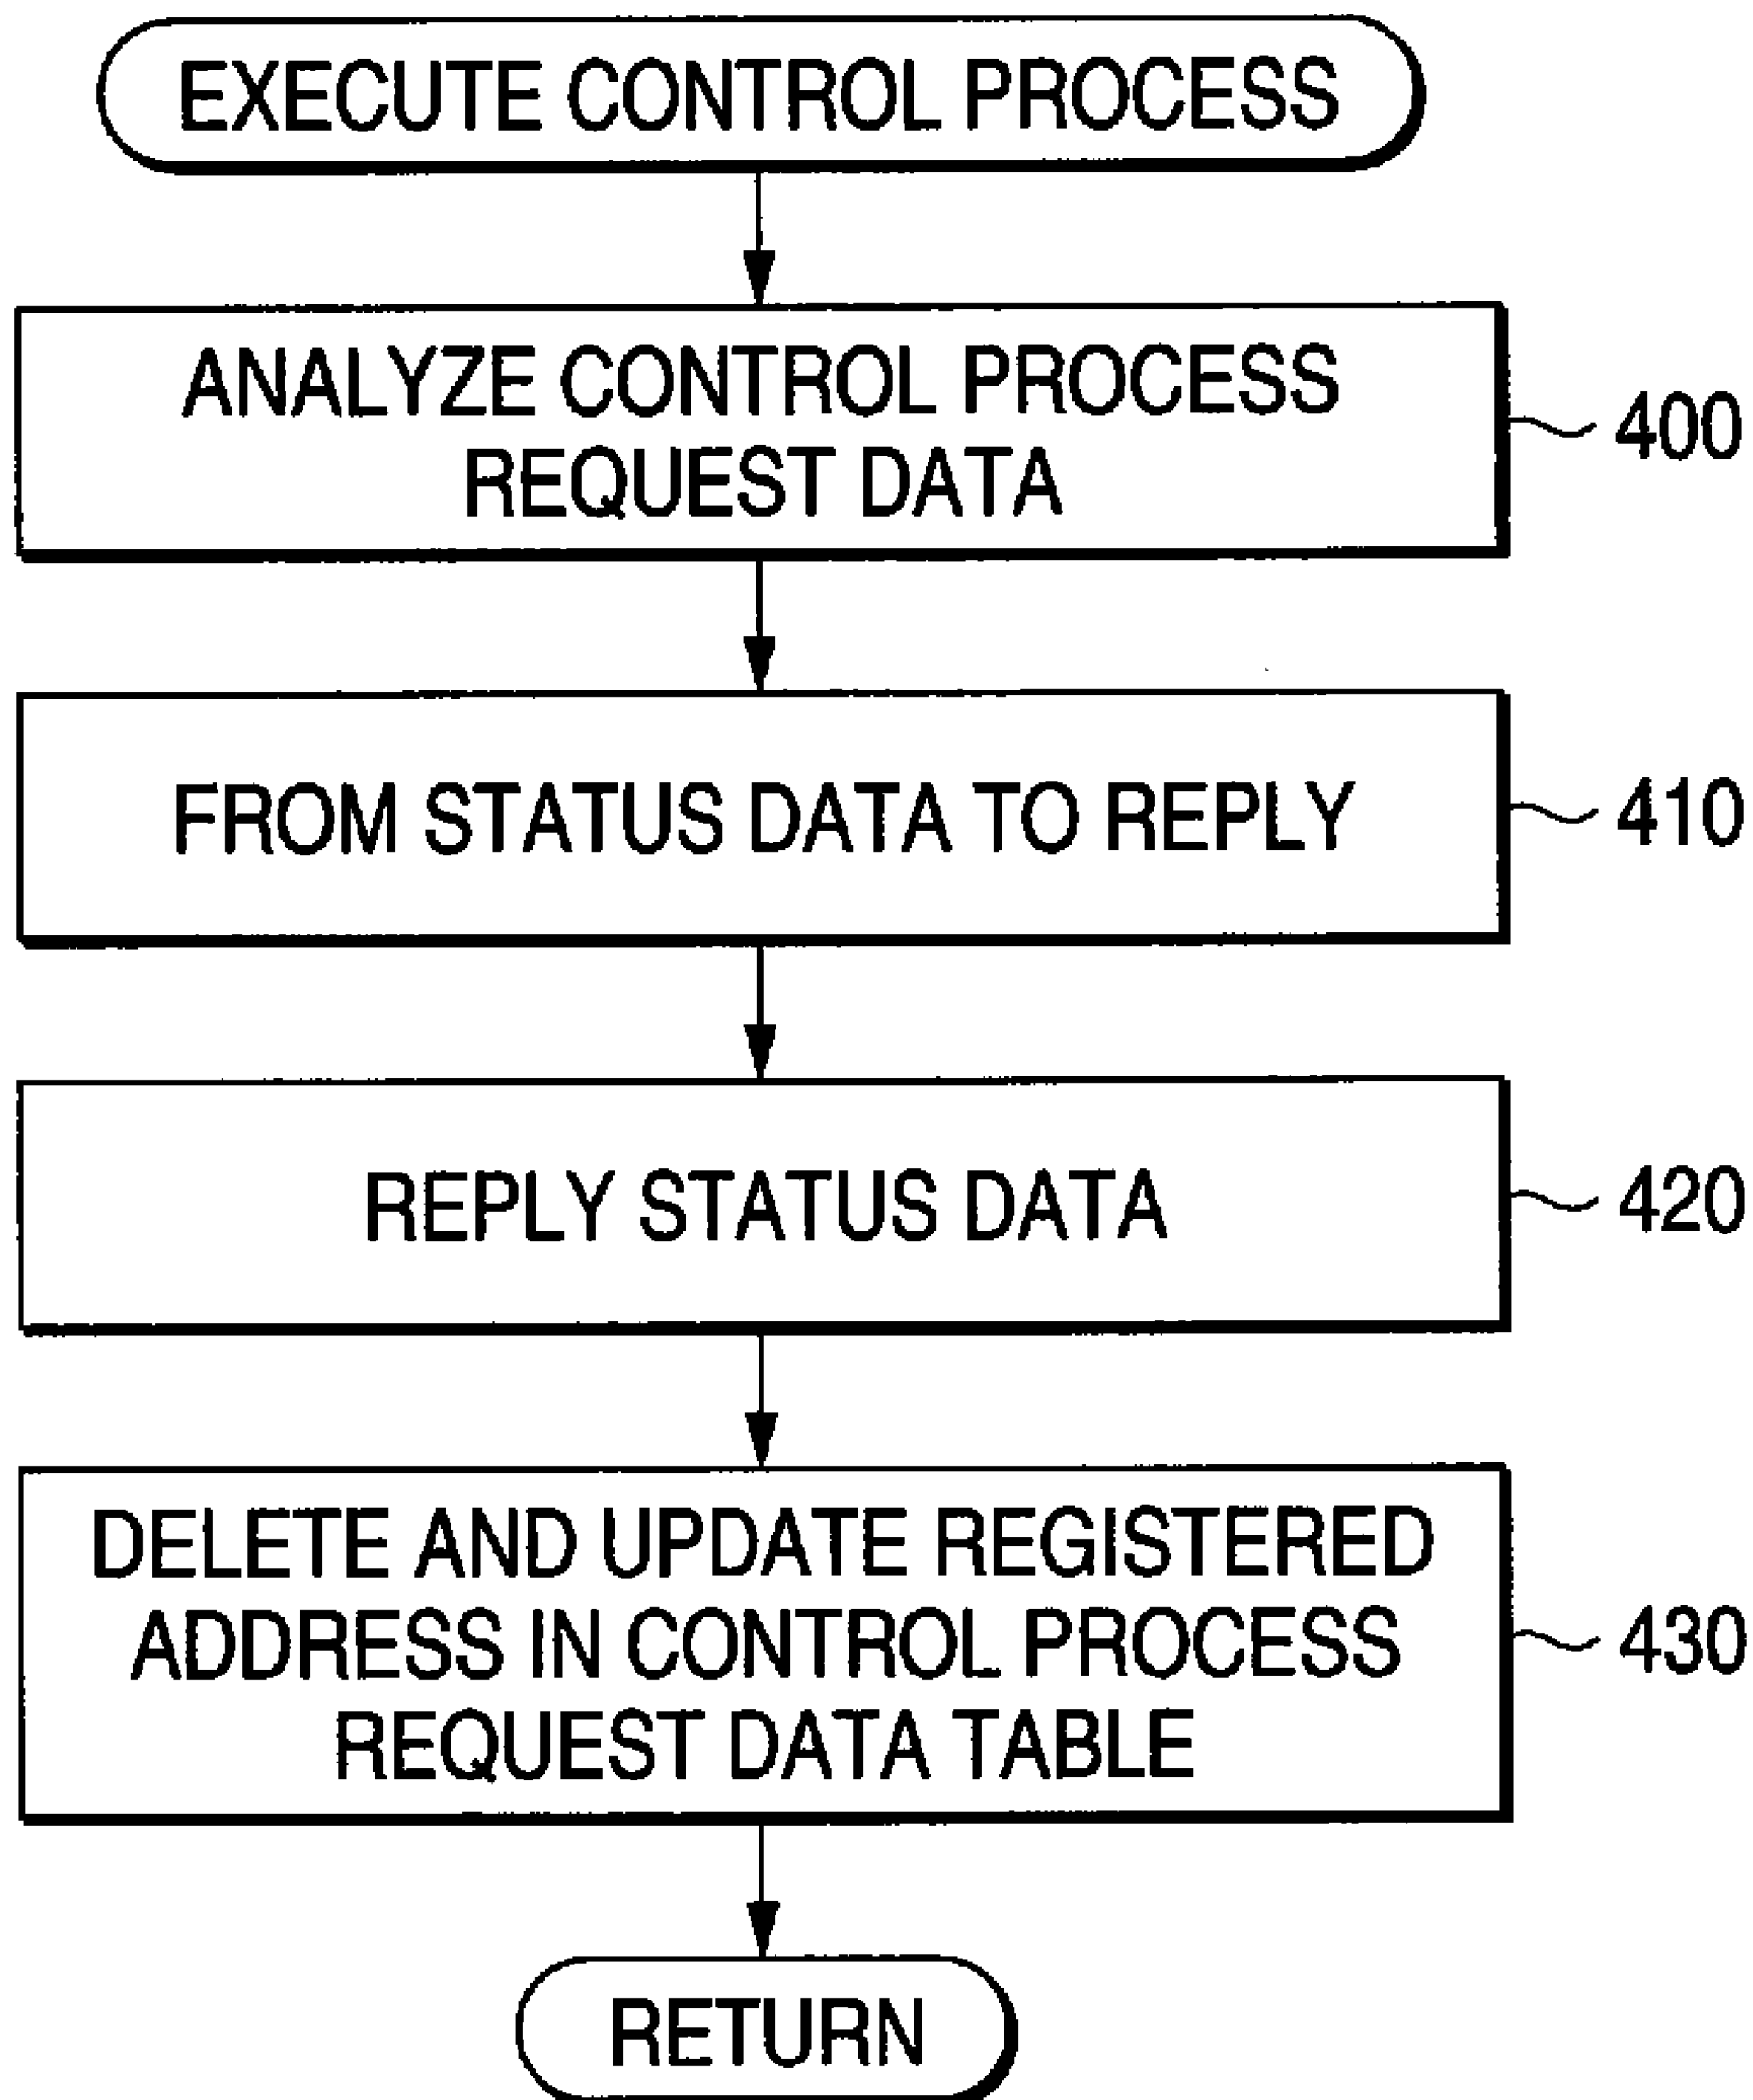 EXECUTE CONTROL PROCESS
ANALYZE CONTROL PROCESS
REQUEST DATA
400
FROM STATUS DATA TO REPLY
410
REPLY STATUS DATA
420
DELETE AND UPDATE REGISTERED
ADDRESS IN CONTROL PROCESS
REQUEST DATA TABLE
430
RETURN